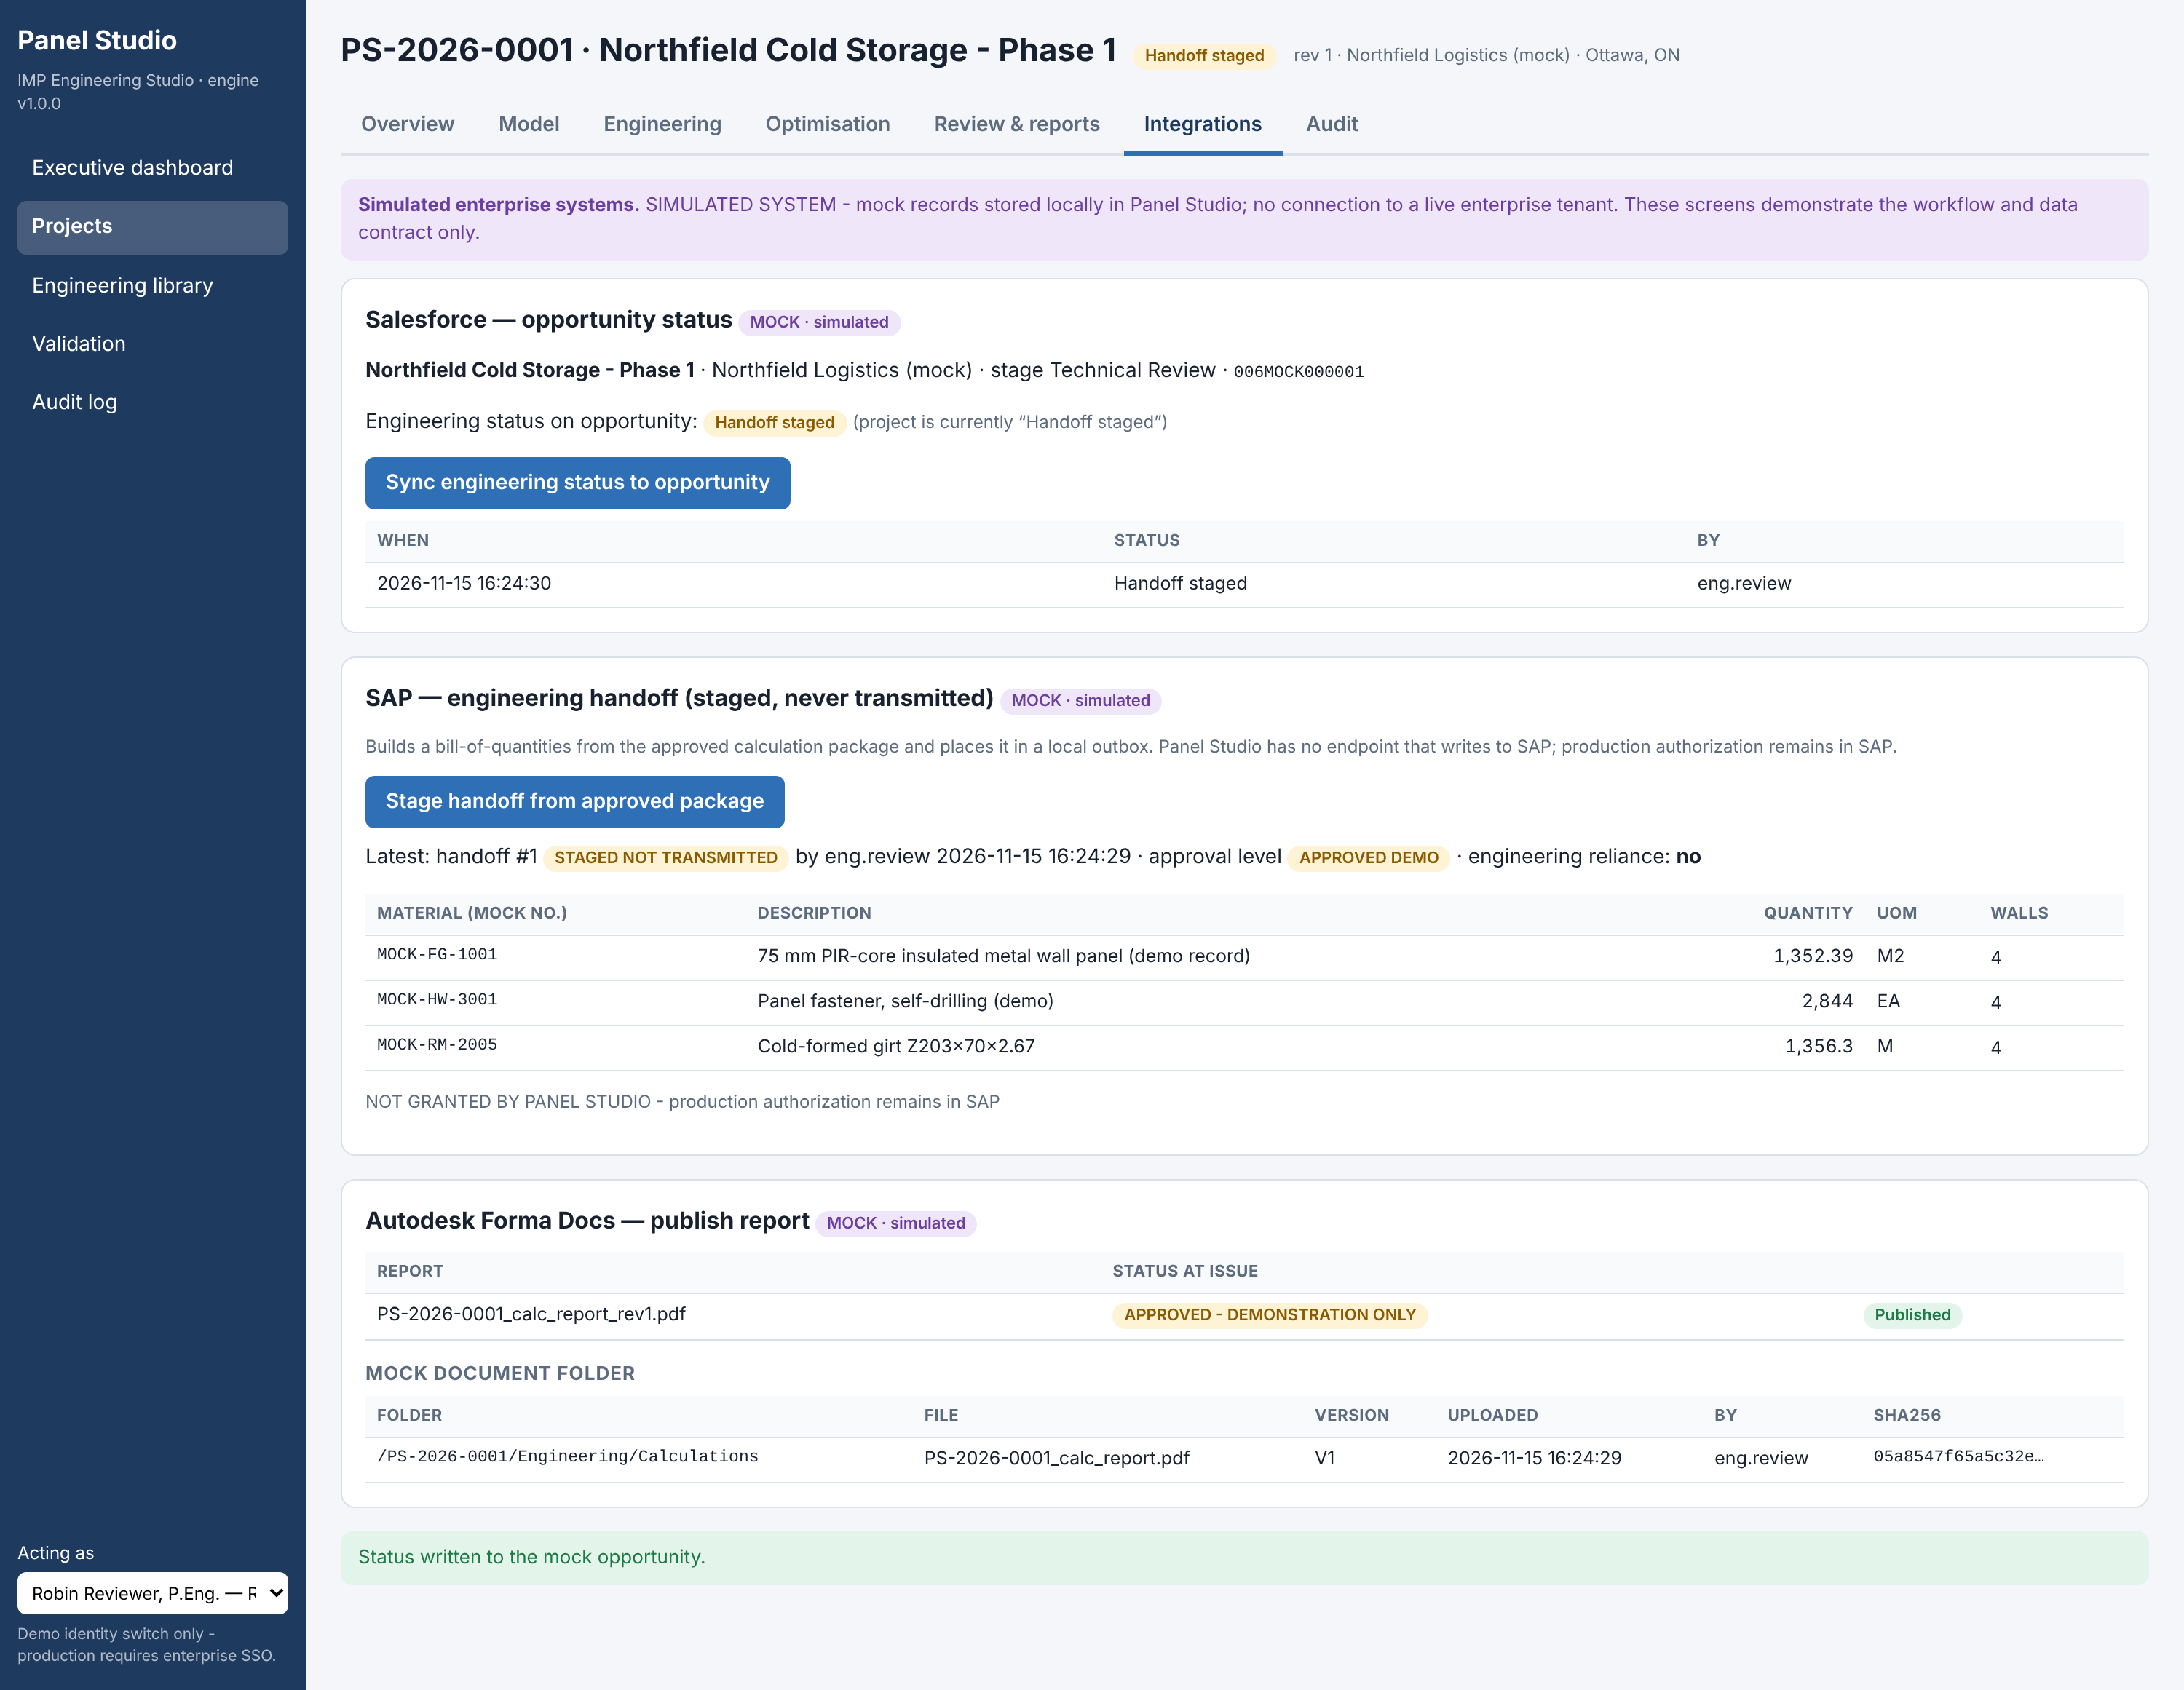 Panel Studio
IMP Engineering Studio · engine
v1.0.0
Executive dashboard
Projects
Engineering library
Validation
Audit log
Acting as
Robin Reviewer, P.Eng. — R
Demo identity switch only -
production requires enterprise SSO.
PS-2026-0001 · Northfield Cold Storage - Phase 1 Handoff staged rev 1 · Northfield Logistics (mock) · Ottawa, ON
Overview Model Engineering Optimisation Review & reports Integrations Audit
Simulated enterprise systems. SIMULATED SYSTEM - mock records stored locally in Panel Studio; no connection to a live enterprise tenant. These screens demonstrate the workflow and data
contract only.
Salesforce — opportunity status MOCK · simulated
Northfield Cold Storage - Phase 1 · Northfield Logistics (mock) · stage Technical Review · 006MOCK000001
Engineering status on opportunity: Handoff staged (project is currently “Handoff staged”)
Sync engineering status to opportunity
WHEN STATUS BY
2026-11-15 16:24:30 Handoff staged eng.review
SAP — engineering handoff (staged, never transmitted) MOCK · simulated
Builds a bill-of-quantities from the approved calculation package and places it in a local outbox. Panel Studio has no endpoint that writes to SAP; production authorization remains in SAP.
Stage handoff from approved package
Latest: handoff #1 STAGED NOT TRANSMITTED by eng.review 2026-11-15 16:24:29 · approval level APPROVED DEMO · engineering reliance: no
MATERIAL (MOCK NO.) DESCRIPTION QUANTITY UOM WALLS
MOCK-FG-1001 75 mm PIR-core insulated metal wall panel (demo record) 1,352.39 M2 4
MOCK-HW-3001 Panel fastener, self-drilling (demo) 2,844 EA 4
MOCK-RM-2005 Cold-formed girt Z203×70×2.67 1,356.3 M 4
NOT GRANTED BY PANEL STUDIO - production authorization remains in SAP
Autodesk Forma Docs — publish report MOCK · simulated
REPORT STATUS AT ISSUE
PS-2026-0001_calc_report_rev1.pdf APPROVED - DEMONSTRATION ONLY Published
MOCK DOCUMENT FOLDER
FOLDER FILE VERSION UPLOADED BY SHA256
/PS-2026-0001/Engineering/Calculations PS-2026-0001_calc_report.pdf V1 2026-11-15 16:24:29 eng.review 05a8547f65a5c32e…
Status written to the mock opportunity.